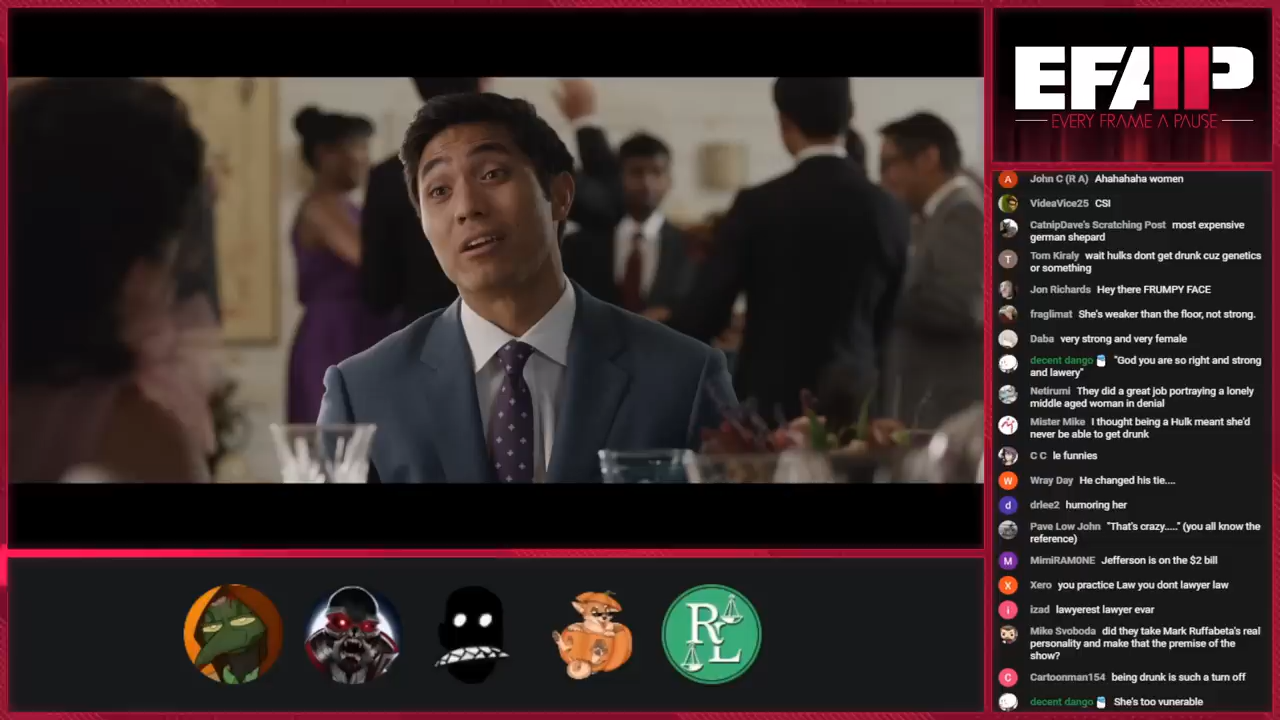 EFAP
EVERY FRAME A PAUSE
John C (R A) Ahahahaha women
VideaVice25 CSI
CatnipDave's Scratching Post most expensive
german shepard
Tom Kiraly wait hulks dont get drunk cuz genetics
or something
Jon Richards Hey there FRUMPY FACE
fraglimat She's weaker than the floor, not strong.
Daba very strong and very female
decent dango "God you are so right and strong
and lawery"
Netirumi They did a great job portraying a lonely
middle aged woman in denial
Mister Mike I thought being a Hulk meant she'd
never be able to get drunk
C C le funnies
Wray Day He changed his tie....
drlee2 humoring her
Pave Low John "That's crazy....." (you all know the
reference)
MimiRAM0NE Jefferson is on the $2 bill
Xero you practice Law you dont lawyer law
izad lawyerest lawyer evar
Mike Svoboda did they take Mark Ruffabeta's real
personality and make that the premise of the
show?
Cartoonman154 being drunk is such a turn off
decent dango She's too vunerable
RL